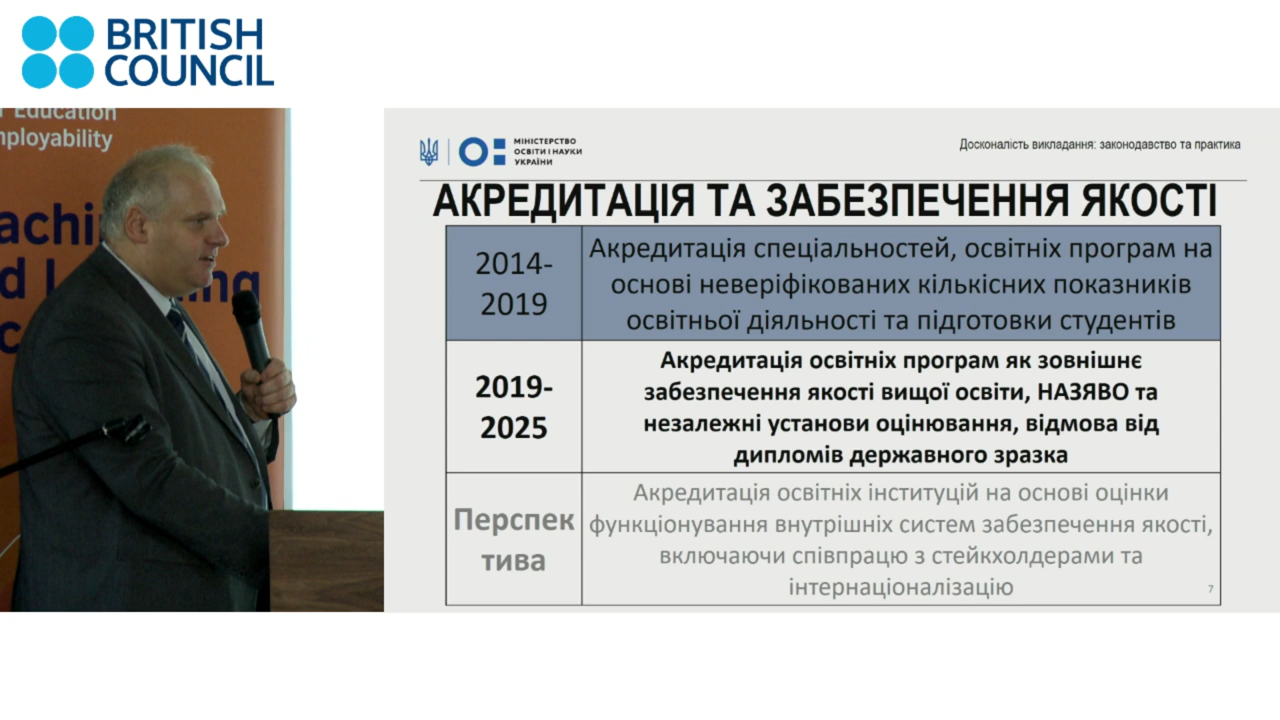 BRITISH
COUNCIL
Education
mployability
achi
d L
ng
МІНІСТЕРСТВО
ОСВІТИ І НАУКИ
УКРАЇНИ
Досконалість викладання: законодавство та практика
АКРЕДИТАЦІЯ ТА ЗАБЕЗПЕЧЕННЯ ЯКОСТІ
2014-
2019
Акредитація спеціальностей, освітніх програм на
основі неверіфікованих кількісних показників
освітньої діяльності та підготовки студентів
2019-
2025
Акредитація освітніх програм як зовнішнє
забезпечення якості вищої освіти, НАЗЯВО та
незалежні установи оцінювання, відмова від
дипломів державного зразка
Перспек
тива
Акредитація освітніх інституцій на основі оцінки
функціонування внутрішніх систем забезпечення якості,
включаючи співпрацю з стейкхолдерами та
інтернаціоналізацію
7